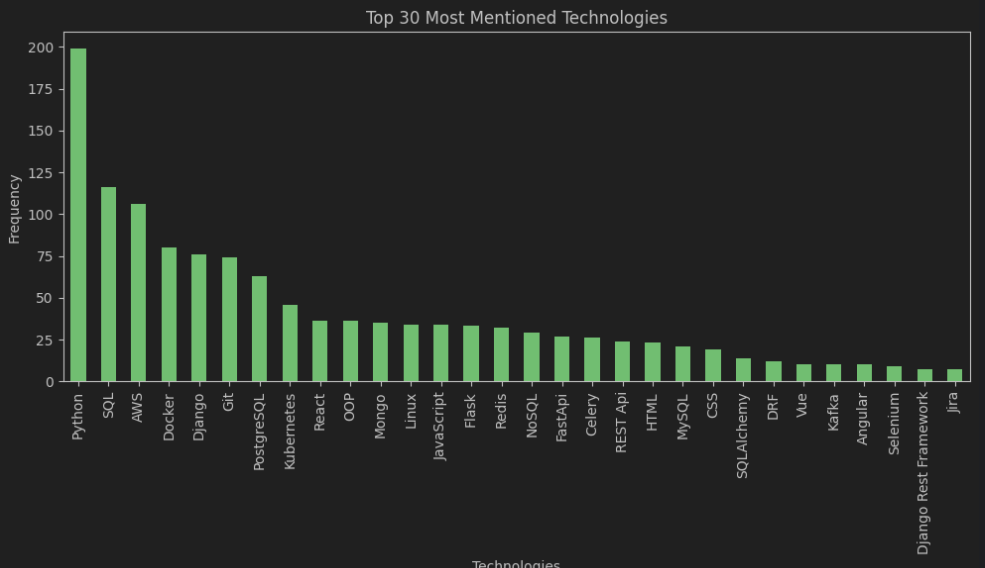 Top 30 Most Mentioned Technologies
Frequency
200
175
150
125
100
75
50
25
0
Python
SQL
AWS
Docker
Django
Git
PostgreSQL
Kubernetes
React
OOP
Mongo
Linux
JavaScript
Flask
Redis
NoSQL
FastApi
Celery
REST Api
HTML
MySQL
CSS
SQLAlchemy
DRF
Vue
Kafka
Angular
Selenium
Django Rest Framework
Jira
Technologies